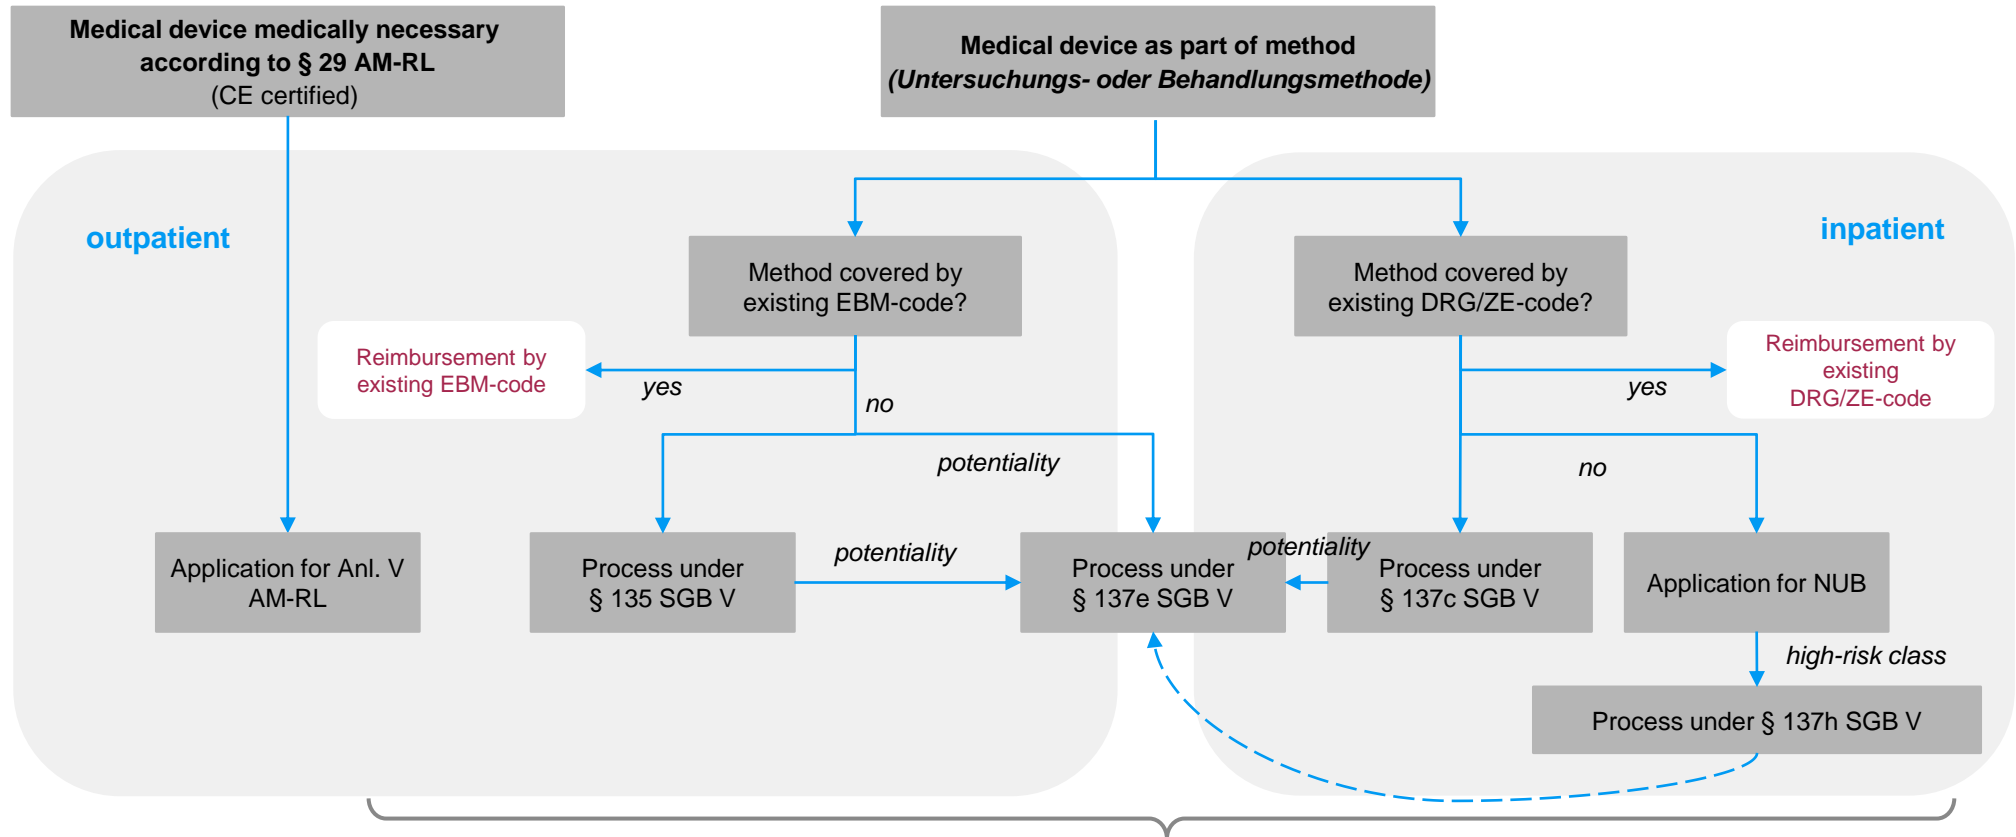 Medical device medically necessary
according to § 29 AM-RL
(CE certified)
Medical device as part of method
(Untersuchungs- oder Behandlungsmethode)
outpatient
inpatient
Method covered by
existing EBM-code?
Method covered by
existing DRG/ZE-code?
Reimbursement by
existing EBM-code
yes
no
Reimbursement by
existing
DRG/ZE-code
yes
no
potentiality
Application for Anl. V
AM-RL
Process under
§ 135 SGB V
potentiality
Process under
§ 137e SGB V
potentiality
Process under
§ 137c SGB V
Application for NUB
high-risk class
Process under § 137h SGB V